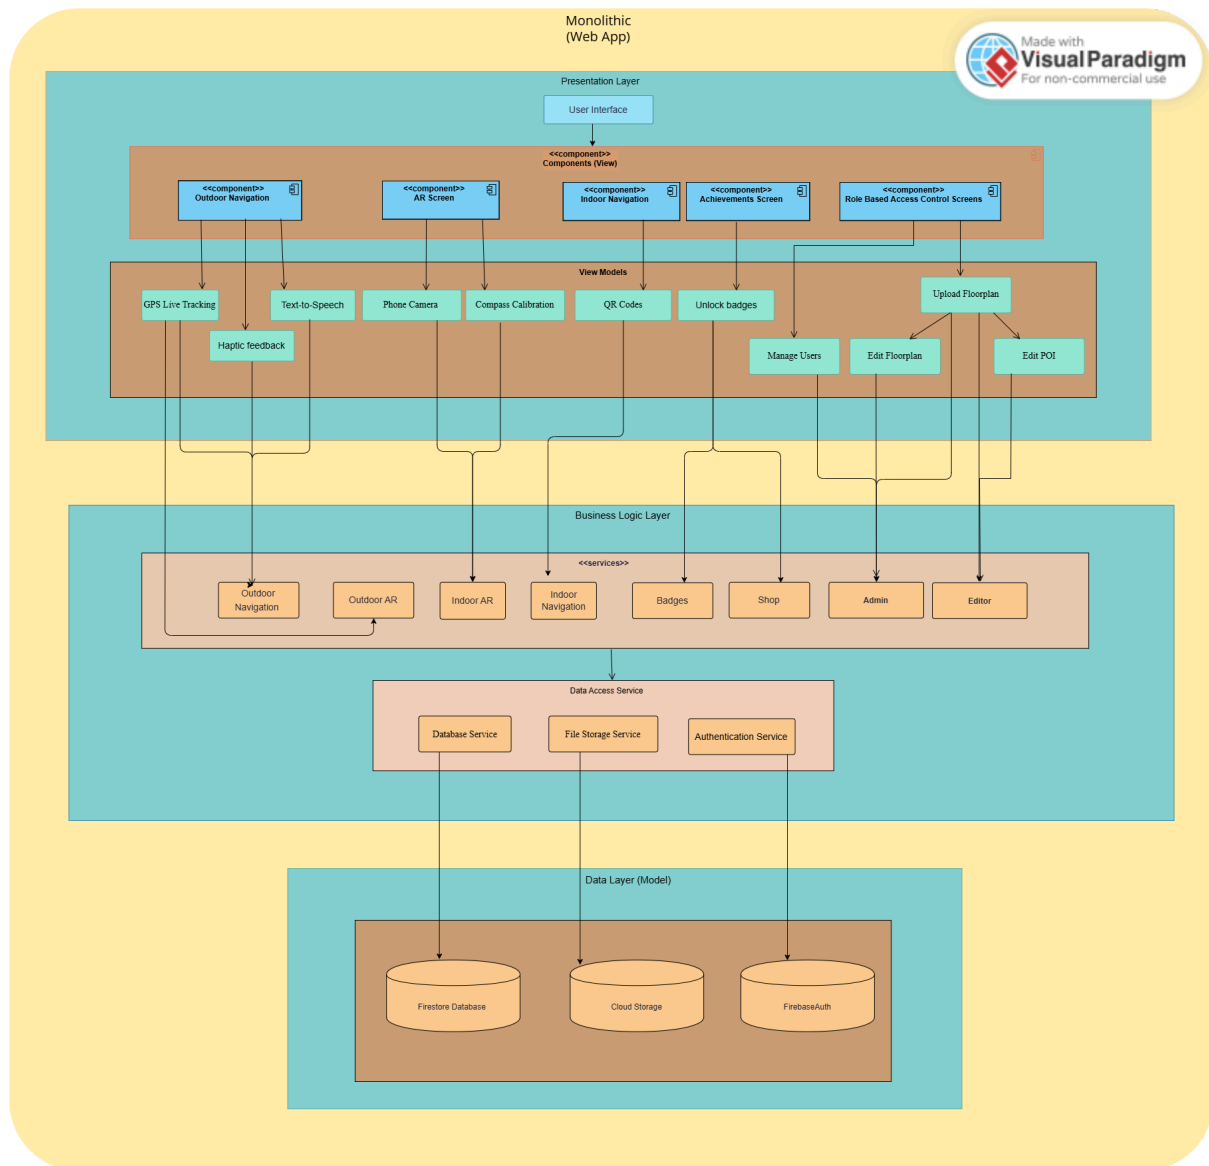 Monolithic
(Web App)
Made with
Visual Paradigm
For non-commercial use
Presentation Layer
User Interface
<<component>>
Components (View)
<<component>>
Outdoor Navigation
<<component>>
AR Screen
<<component>>
Indoor Navigation
<<component>>
Achievements Screen
<<component>>
Role Based Access Control Screens
View Models
GPS Live Tracking
Text-to-Speech
Phone Camera
Compass Calibration
QR Codes
Unlock badges
Upload Floorplan
Haptic feedback
Manage Users
Edit Floorplan
Edit POI
Business Logic Layer
<<services>>
Outdoor
Navigation
Outdoor AR
Indoor AR
Indoor
Navigation
Badges
Shop
Admin
Editor
Data Access Service
Database Service
File Storage Service
Authentication Service
Data Layer (Model)
Firestore Database
Cloud Storage
FirebaseAuth